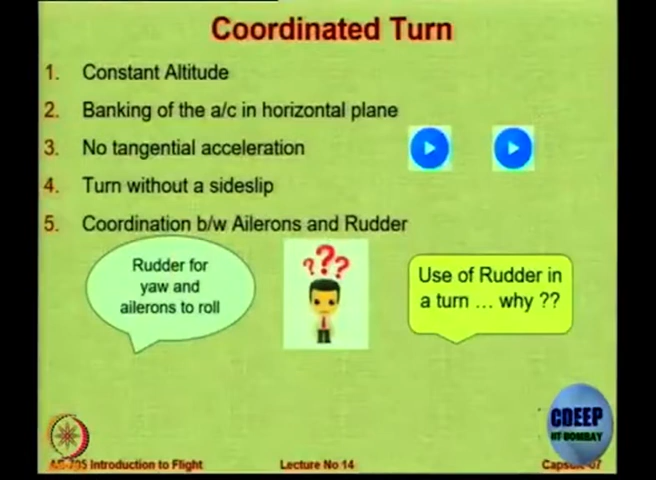 Coordinated Turn
1. Constant Altitude
2. Banking of the a/c in horizontal plane
3. No tangential acceleration
4. Turn without a sideslip
5. Coordination b/w Ailerons and Rudder
Rudder for
yaw and
ailerons to roll
???
Use of Rudder in
a turn ... why ??
CDEEP
IIT BOMBAY
Introduction to Flight
Lecture No 14